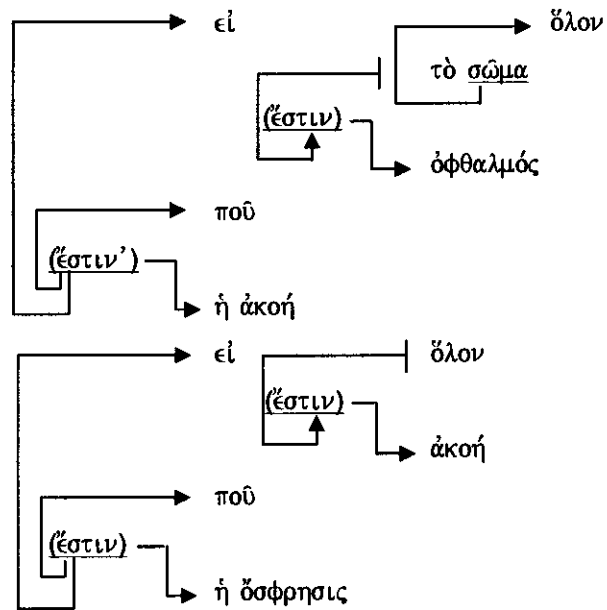 εἰ ὅλον
τὸ σῶμα
(ἔστιν)
ὀφθαλμός
ποῦ
(ἔστιν’)
ἡ ἀκοή
εἰ ὅλον
(ἔστιν)
ἀκοή
ποῦ
(ἔστιν)
ἡ ὄσφρησις